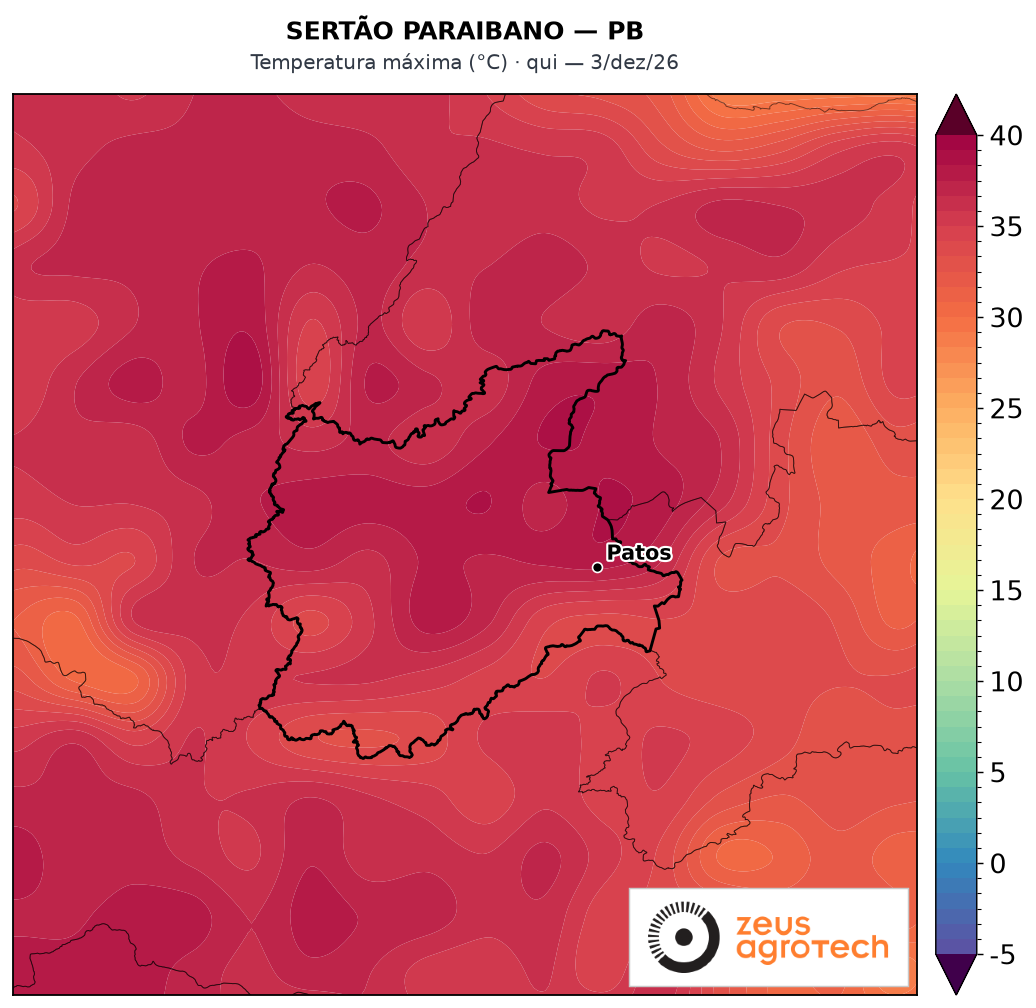 SERTÃO PARAIBANO — PB
Temperatura máxima (°C) · qui — 3/dez/26
40
35
30
25
20
15
10
5
0
-5
Patos
zeus
agrotech